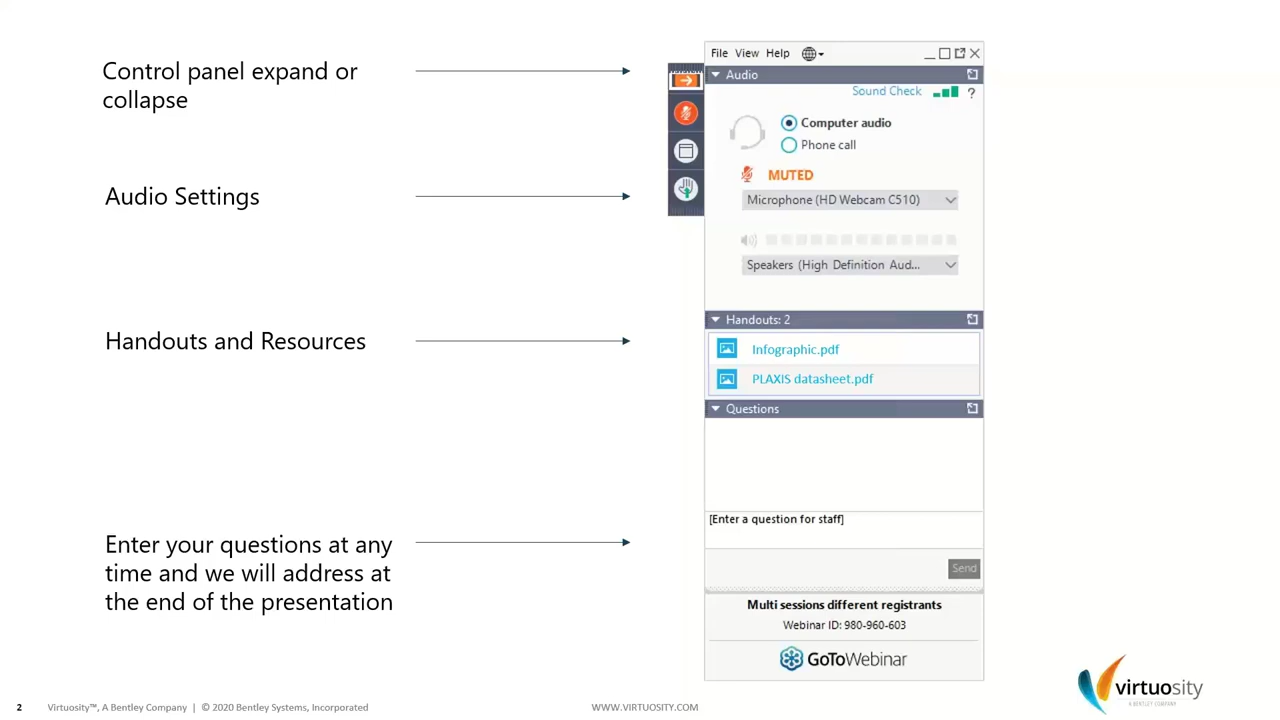 Control panel expand or
collapse
Audio Settings
Handouts and Resources
Enter your questions at any
time and we will address at
the end of the presentation
File View Help
Audio
Sound Check ?
Computer audio
Phone call
MUTED
Microphone (HD Webcam C510)
Speakers (High Definition Aud...
Handouts: 2
Infographic.pdf
PLAXIS datasheet.pdf
Questions
[Enter a question for staff]
Send
Multi sessions different registrants
Webinar ID: 980-960-603
GoToWebinar
virtuosity
A BENTLEY COMPANY
2 Virtuosity™, A Bentley Company | © 2020 Bentley Systems, Incorporated
WWW.VIRTUOSITY.COM